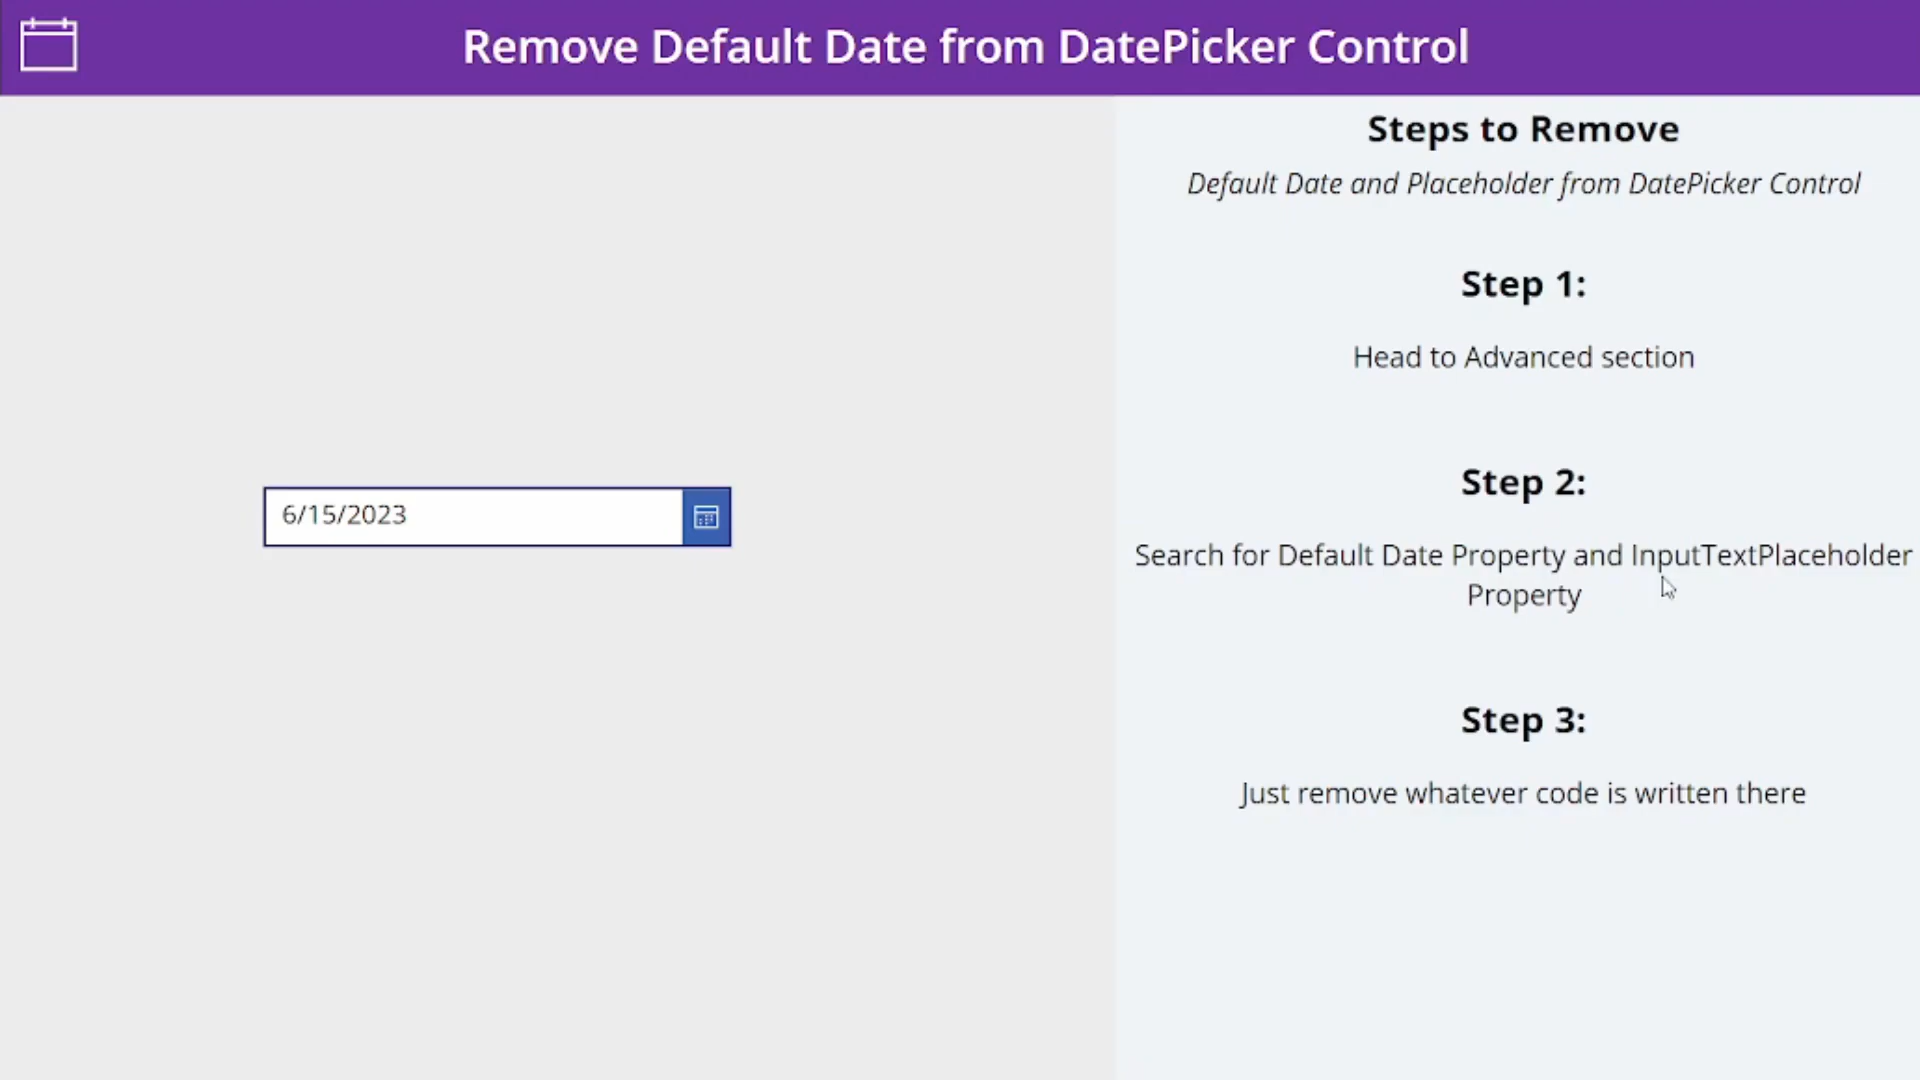 Remove Default Date from DatePicker Control
Steps to Remove
Default Date and Placeholder from DatePicker Control
Step 1:
Head to Advanced section
6/15/2023
Step 2:
Search for Default Date Property and InputTextPlaceholder
Property
Step 3:
Just remove whatever code is written there